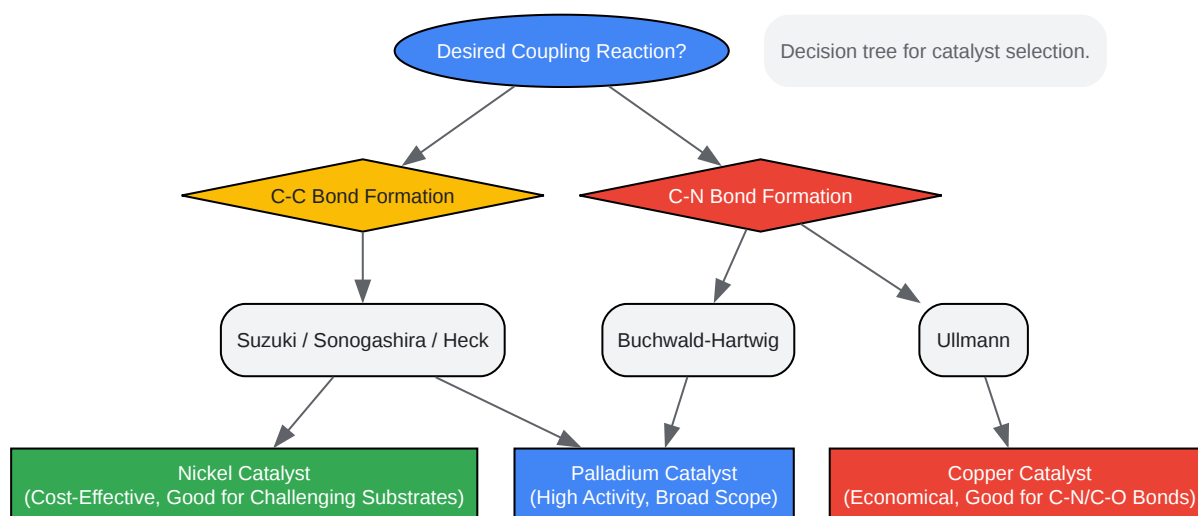 Desired Coupling Reaction?
Decision tree for catalyst selection.
C-C Bond Formation
C-N Bond Formation
Suzuki / Sonogashira / Heck
Buchwald-Hartwig
Ullmann
Nickel Catalyst
(Cost-Effective, Good for Challenging Substrates)
Palladium Catalyst
(High Activity, Broad Scope)
Copper Catalyst
(Economical, Good for C-N/C-O Bonds)